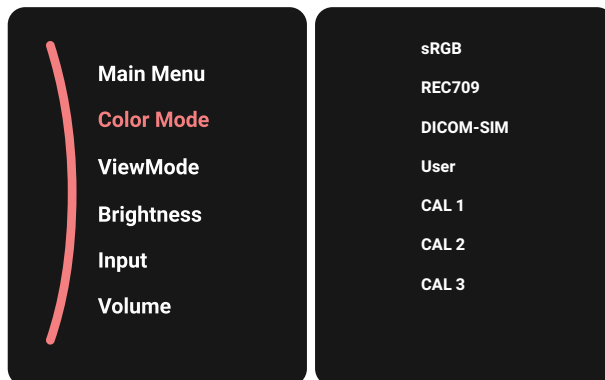 Main Menu
Color Mode
ViewMode
Brightness
Input
Volume
sRGB
REC709
DICOM-SIM
User
CAL 1
CAL 2
CAL 3